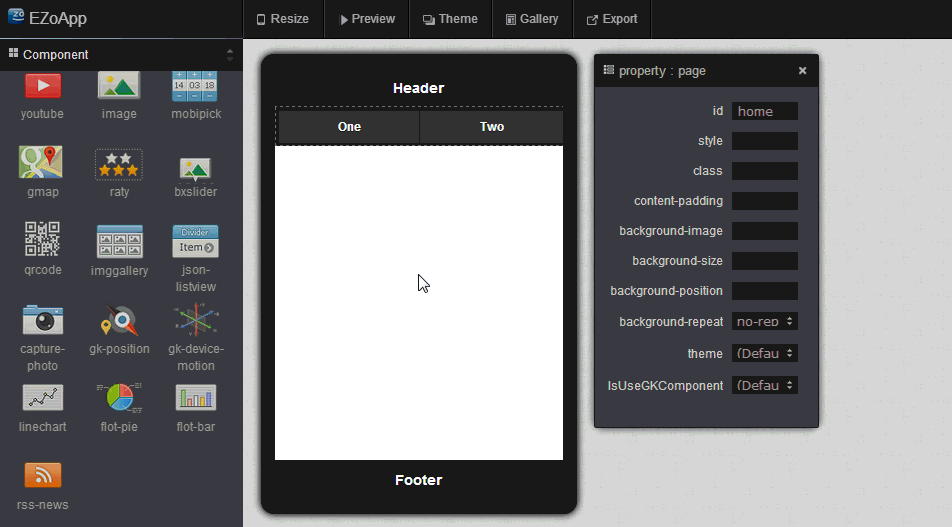 EZoApp
Resize
Preview
Theme
Gallery
Export
Component
youtube
image
mobipick
14 03 18
gmap
raty
bxslider
qrcode
imggallery
json-listview
Divider
Item
capture-photo
gk-position
gk-device-motion
linechart
flot-pie
flot-bar
rss-news
Header
One
Two
Footer
property : page
id home
style
class
content-padding
background-image
background-size
background-position
background-repeat no-rep
theme (Defau
IsUseGKComponent (Defau